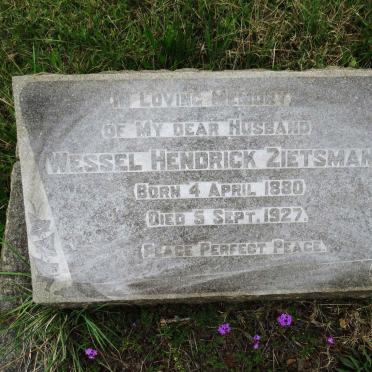 IN LOVING MEMORY
OF MY DEAR HUSBAND
WESSEL HENDRICK ZIETSMAN
BORN 4 APRIL 1880
DIED 5 SEPT. 1927.
PEACE PERFECT PEACE.